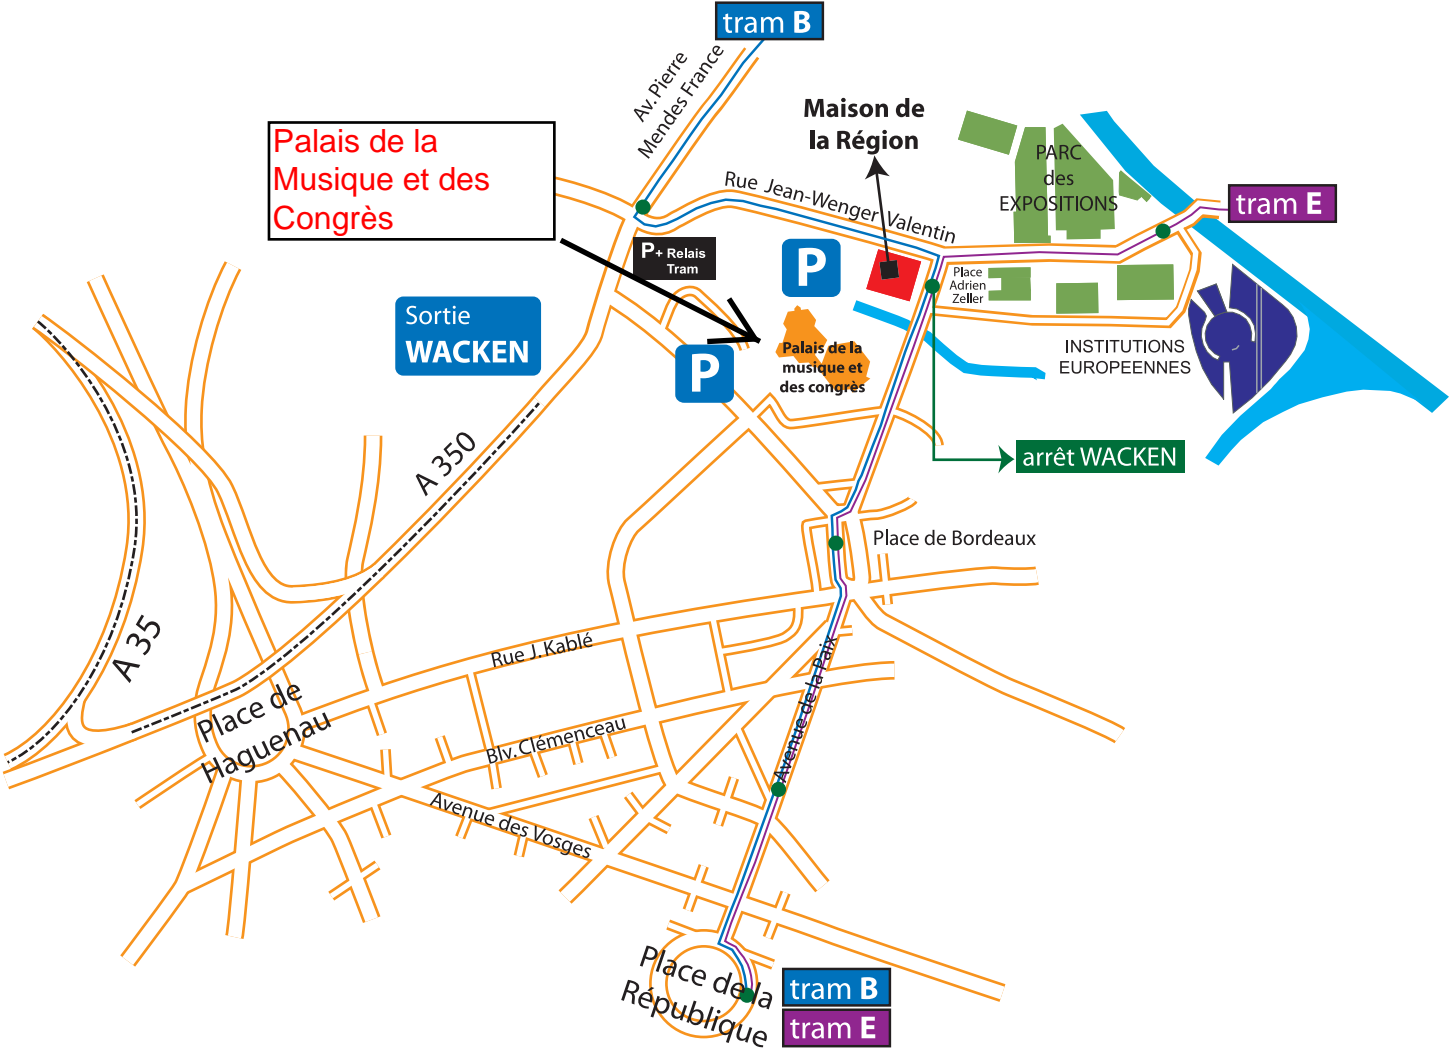 tram B
Av. Pierre
Mendes France
Palais de la
Musique et des
Congrès
Maison de
la Région
PARC
des
EXPOSITIONS
Rue Jean-Wenger Valentin
tram E
P+ Relais
Tram
P
Place
Adrien
Zeller
Sortie
WACKEN
P
Palais de la
musique et
des congrès
INSTITUTIONS
EUROPEENNES
A 350
arrêt WACKEN
Place de Bordeaux
A 35
Rue J. Kablé
Avenue de la Paix
Place de
Haguenau
Blv. Clémenceau
Avenue des Vosges
Place de la
République
tram B
tram E